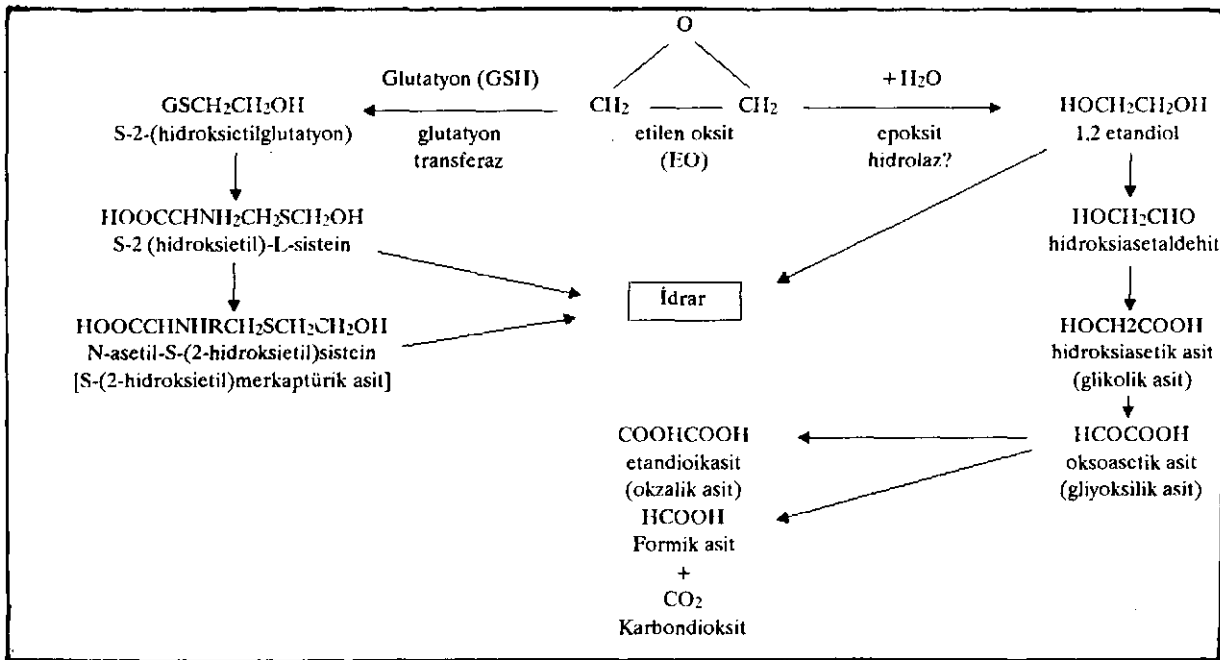 O
Glutatyon (GSH)
+H₂O
GSCH₂CH₂OH
CH₂
CH₂
HOCH₂CH₂OH
S-2-(hidroksietilglutatyon)
glutatyon
transferaz
etilen oksit
(EO)
epoksit
hidrolaz?
1,2 etandiol
HOOCCHNH₂CH₂SCH₂OH
S-2 (hidroksietil)-L-sistein
HOCH₂CHO
hidroksiasetaldehit
İdrar
HOOCCHNHRCH₂SCH₂CH₂OH
N-asetil-S-(2-hidroksietil)sistein
[S-(2-hidroksietil)merkaptürik asit]
HOCH2COOH
hidroksiasetik asit
(glikolik asit)
COOHCOOH
etandioikasit
(okzalik asit)
HCOCOOH
oksoasetik asit
(gliyoksilik asit)
HCOOH
Formik asit
+
CO₂
Karbondioksit